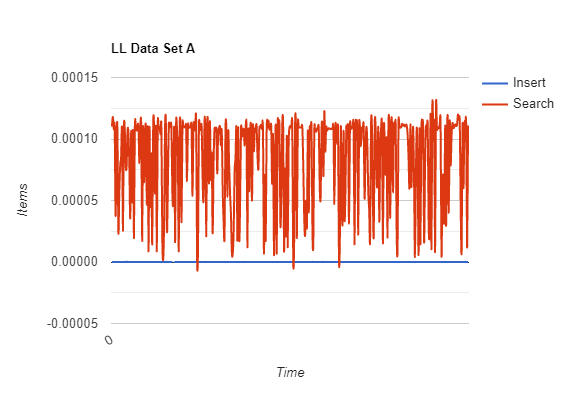 LL Data Set A
0.00015
0.00010
0.00005
0.00000
-0.00005
Items
0
Time
Insert
Search